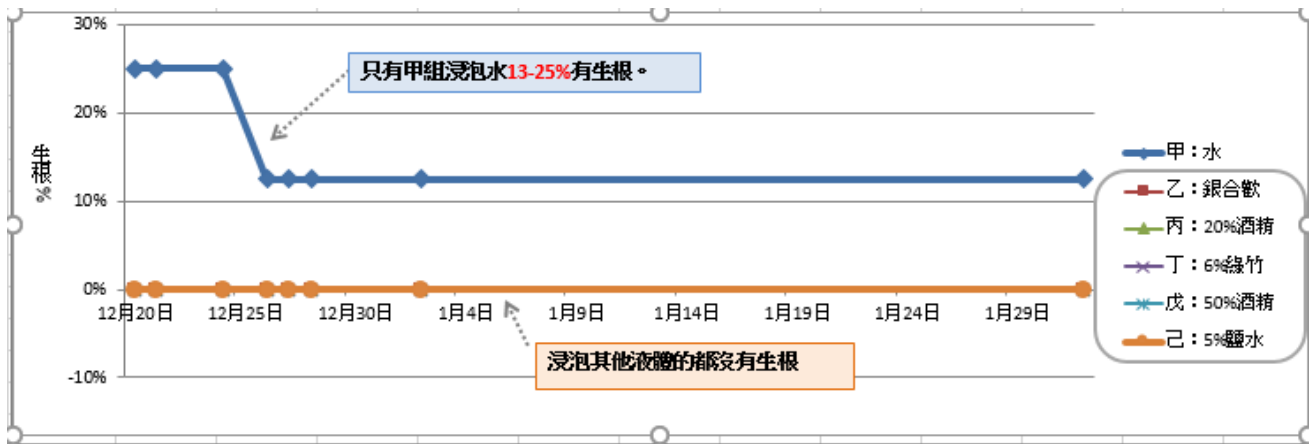 30%
只有甲組浸包水13-25%有生根。
20%
生根%
10%
0%
12月20日 12月25日 12月30日 1月4日 1月9日 1月14日 1月19日 1月24日 1月29日
浸泡其他液體的都沒有生根
-10%
甲：水
乙：銀合歡
丙：20%酒精
丁：6%綠竹
戊：50%酒精
己：5%鹽水